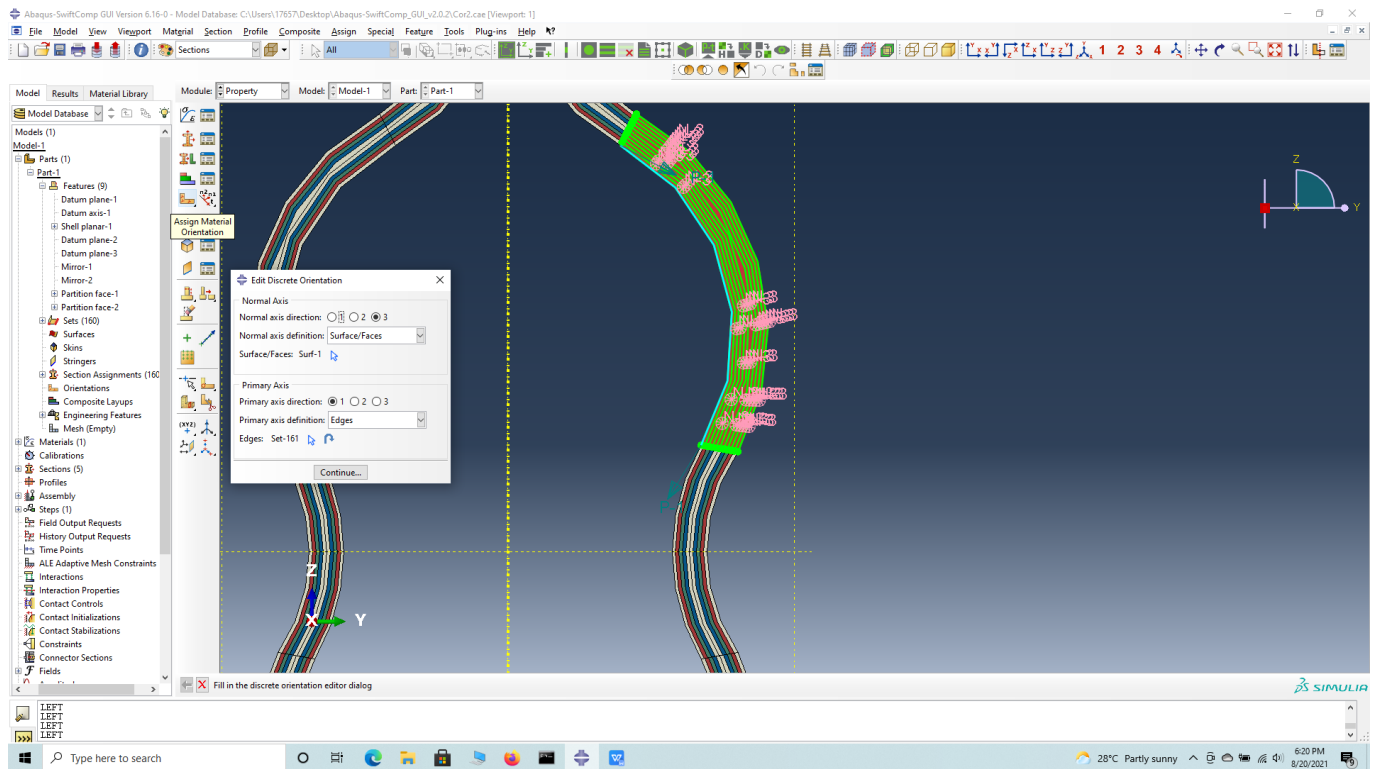 Abaqus-SwiftComp GUI Version 6.16-0 - Model Database: C:\Users\17657\Desktop\Abaqus-SwiftComp_GUI_v2.0.2\Cor2.cae [Viewport: 1]
File Model Viewport Material Section Profile Composite Assign Special Feature Tools Plug-ins Help
Sections All 1 2 3 4
Model Results Material Library Module: Property Model: Model-1 Part: Part-1
Model Database
Models (1)
Model-1
Parts (1)
Part-1
Features (9)
Datum plane-1
Datum axis-1
Shell planar-1
Datum plane-2
Datum plane-3
Mirror-1
Mirror-2
Partition face-1
Partition face-2
Sets (160)
Surfaces
Skins
Stringers
Section Assignments (160
Orientations
Composite Layups
Engineering Features
Mesh (Empty)
Materials (1)
Calibrations
Sections (5)
Profiles
Assembly
Steps (1)
Field Output Requests
History Output Requests
Time Points
ALE Adaptive Mesh Constraints
Interactions
Interaction Properties
Contact Controls
Contact Initializations
Contact Stabilizations
Constraints
Connector Sections
Fields
Assign Material
Orientation
Edit Discrete Orientation
Normal Axis
Normal axis direction: 1 2 3
Normal axis definition: Surface/Faces
Surface/Faces: Surf-1
Primary Axis
Primary axis direction: 1 2 3
Primary axis definition: Edges
Edges: Set-161
Continue...
Z
Y
X
Z
X Y
Fill in the discrete orientation editor dialog
SIMULIA
LEFT
LEFT
LEFT
LEFT
Type here to search
28°C Partly sunny
6:20 PM
8/20/2021